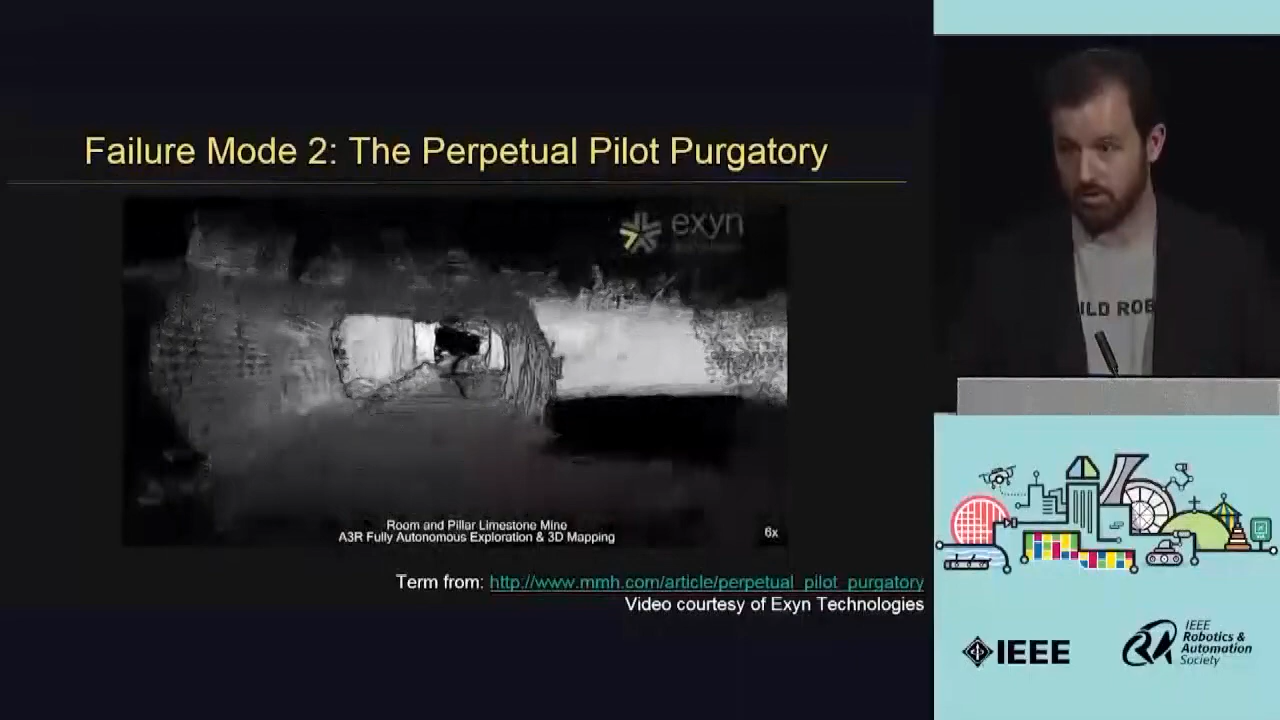 Failure Mode 2: The Perpetual Pilot Purgatory
exyn
Room and Pillar Limestone Mine
A3R Fully Autonomous Exploration & 3D Mapping
6x
Term from: http://www.mmh.com/article/perpetual_pilot_purgatory
Video courtesy of Exyn Technologies
ILD ROB
IEEE
IEEE
Robotics &
Automation
Society